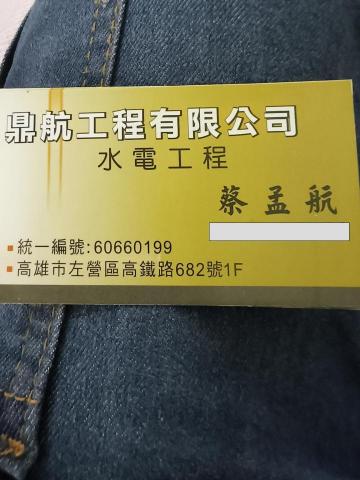 鼎航工程有限公司
水電工程
蔡孟航
統一編號:60660199
高雄市左營區高鐵路682號1F